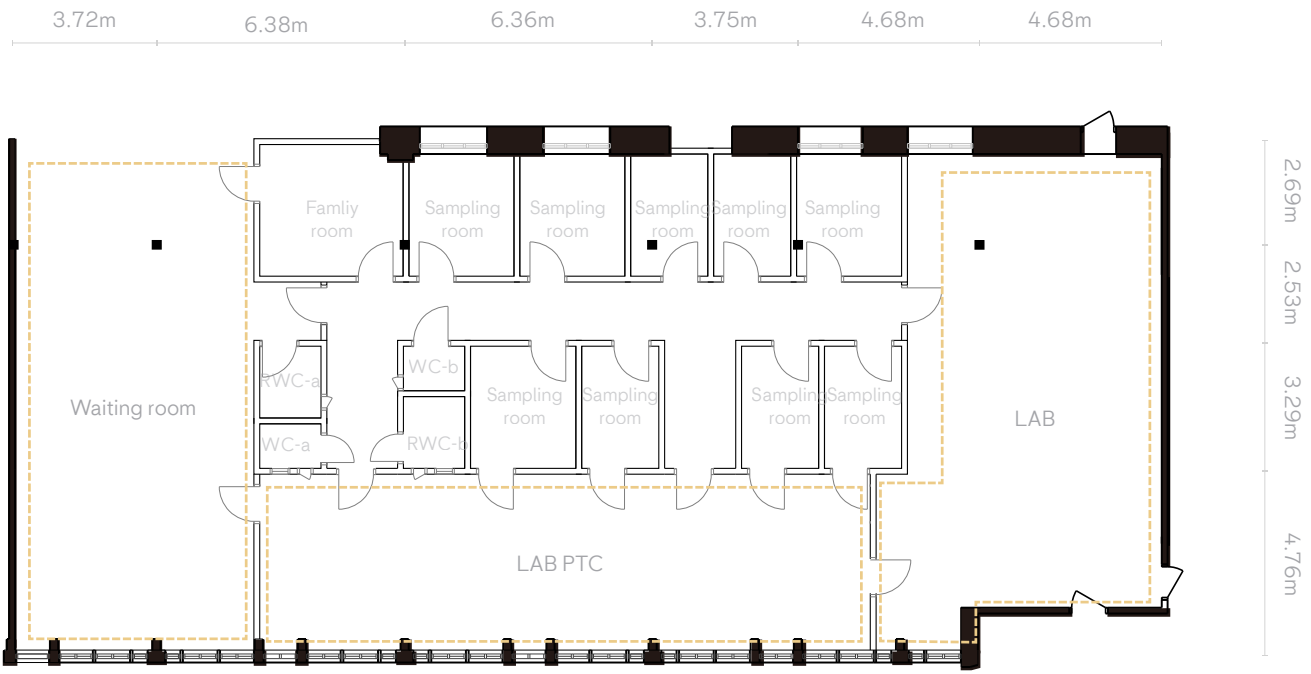 3.72m
6.38m
6.36m
3.75m
4.68m
4.68m
2.69m
2.53m
3.29m
4.76m
Famliy
room
Sampling
room
Sampling
room
Sampling
room
Sampling
room
Sampling
room
RWC-a
WC-a
WC-b
RWC-b
Sampling
room
Sampling
room
Sampling
room
Sampling
room
Waiting room
LAB
LAB PTC